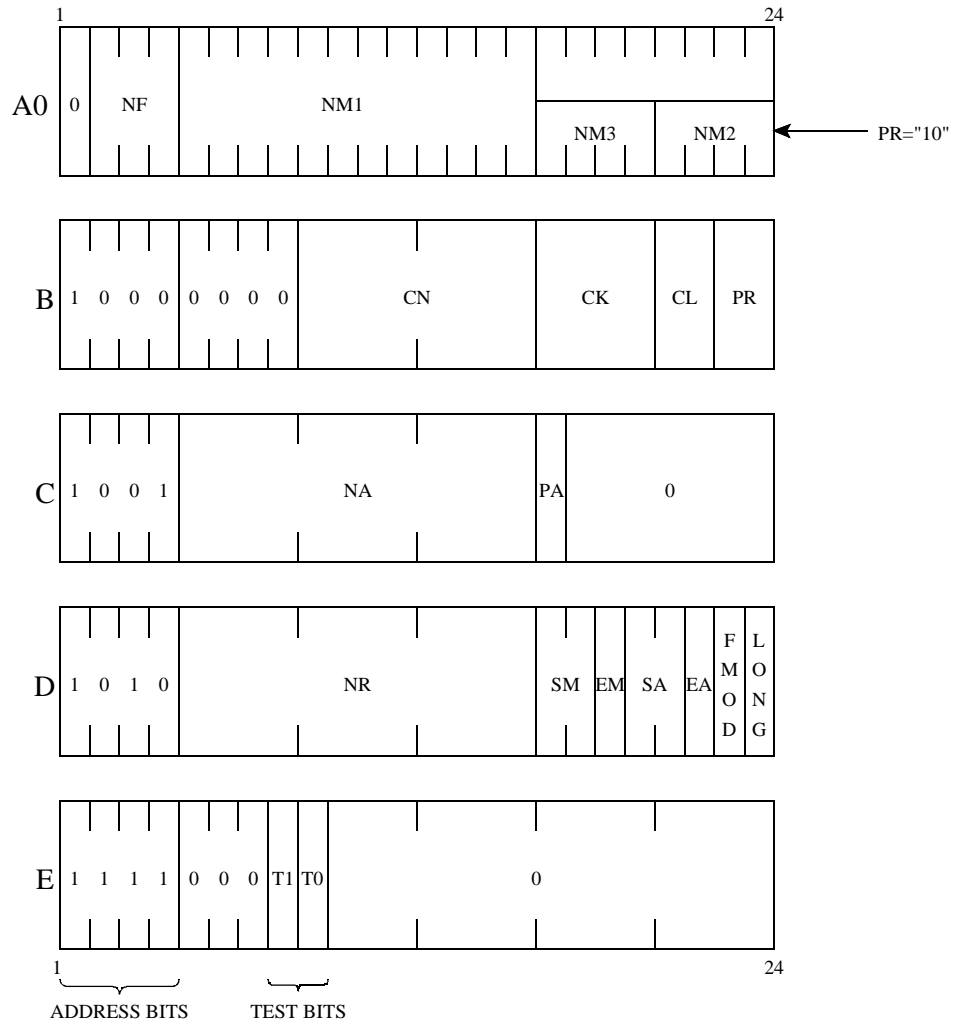 1 24
A0 0 NF NM1
NM3 NM2 PR="10"
B 1 0 0 0 0 0 0 0 CN CK CL PR
C 1 0 0 1 NA PA 0
D 1 0 1 0 NR SM EM SA EA FMOD LONG
E 1 1 1 1 0 0 0 T1 T0 0
1 24
ADDRESS BITS TEST BITS